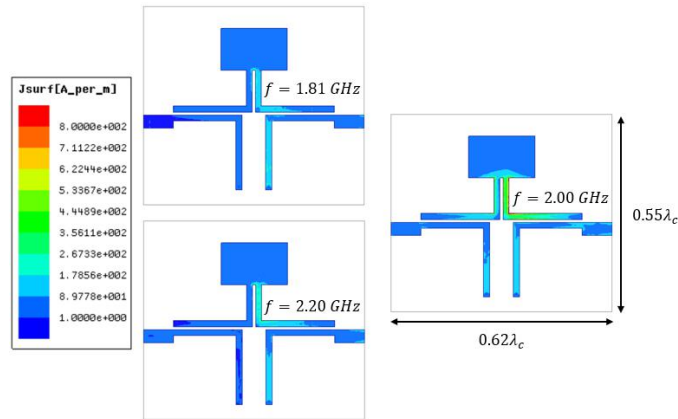 Jsurf[A_per_m]
8.0000e+002
7.1122e+002
6.2244e+002
5.3367e+002
4.4489e+002
3.5611e+002
2.6733e+002
1.7856e+002
8.9778e+001
1.0000e+000
f = 1.81 GHz
f = 2.20 GHz
f = 2.00 GHz
0.55λc
0.62λc